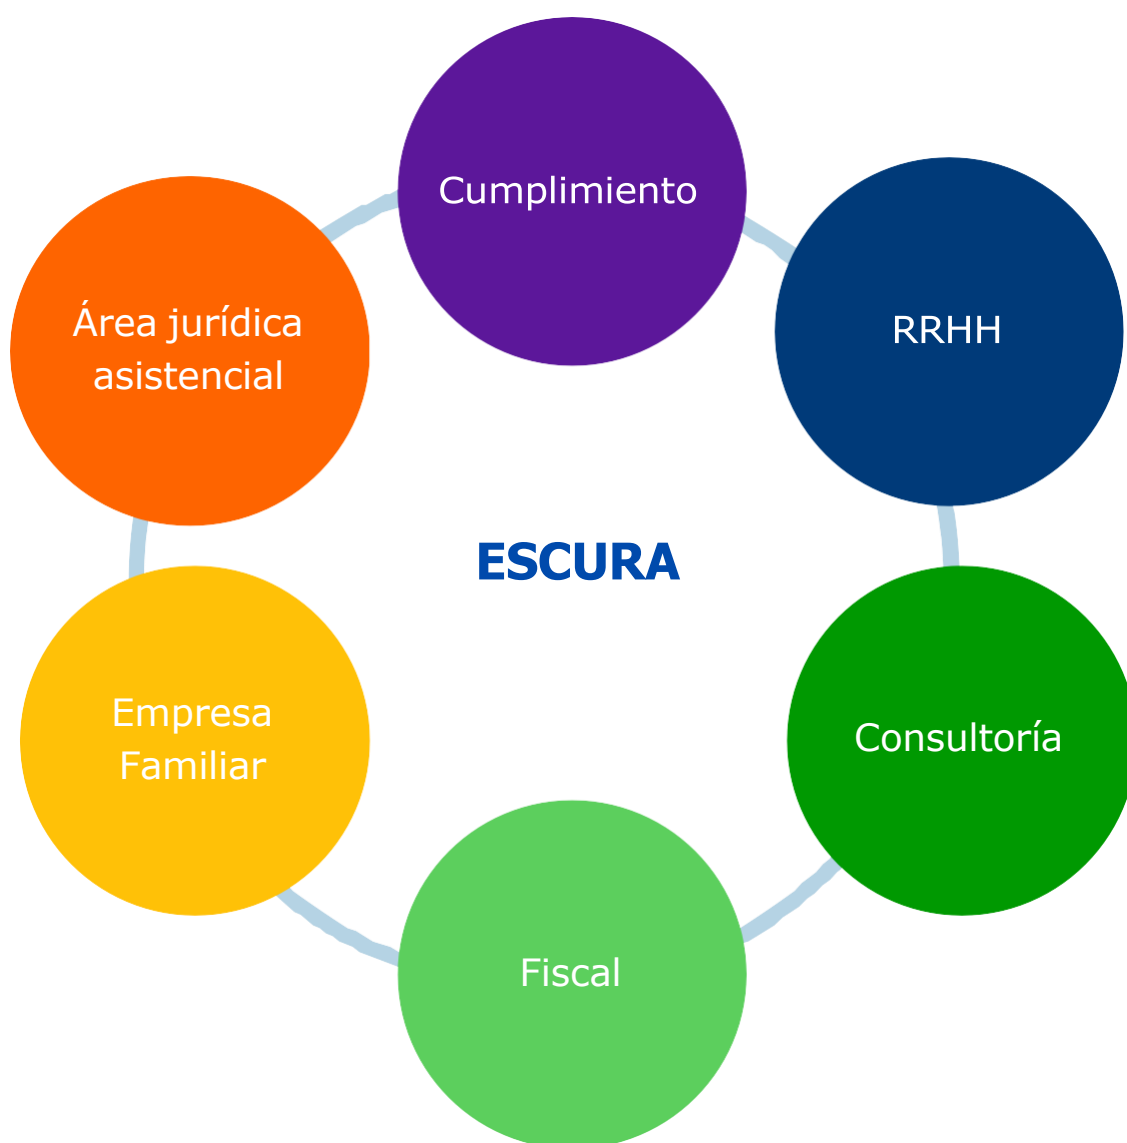 Cumplimiento
RRHH
Área jurídica
asistencial
ESCURA
Empresa
Familiar
Consultoría
Fiscal